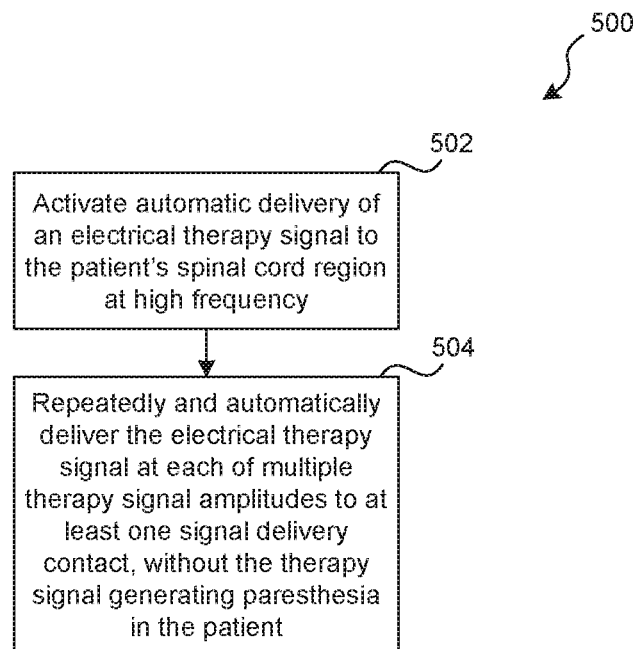 500
502
Activate automatic delivery of
an electrical therapy signal to
the patient's spinal cord region
at high frequency
504
Repeatedly and automatically
deliver the electrical therapy
signal at each of multiple
therapy signal amplitudes to at
least one signal delivery
contact, without the therapy
signal generating paresthesia
in the patient